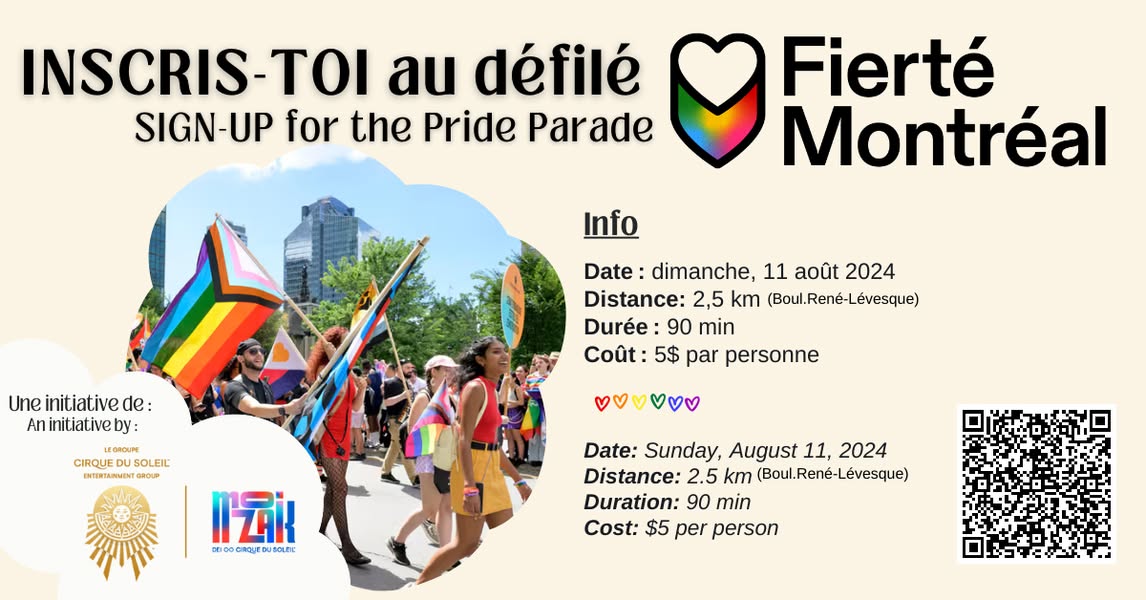 INSCRIS-TOI au défilé
SIGN-UP for the Pride Parade
Fierté
Montréal
Info
Date : dimanche, 11 août 2024
Distance: 2,5 km (Boul.René-Lévesque)
Durée : 90 min
Coût : 5$ par personne
Date: Sunday, August 11, 2024
Distance: 2.5 km (Boul.René-Lévesque)
Duration: 90 min
Cost: $5 per person
Une initiative de :
An initiative by :
LE GROUPE
CIRQUE DU SOLEIL
ENTERTAINMENT GROUP
MOZAIK
DEI CIRQUE DU SOLEIL